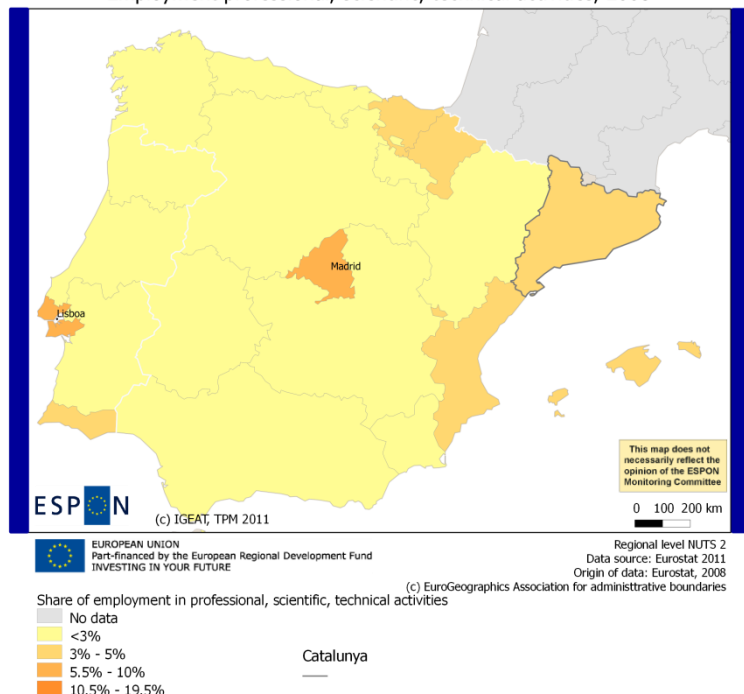 Madrid
Lisboa
This map does not
necessarily reflect the
opinion of the ESPON
Monitoring Committee
ESPON
(c) IGEAT, TPM 2011
0 100 200 km
EUROPEAN UNION
Part-financed by the European Regional Development Fund
INVESTING IN YOUR FUTURE
Regional level NUTS 2
Data source: Eurostat 2011
Origin of data: Eurostat, 2008
(c) EuroGeographics Association for administtrative boundaries
Share of employment in professional, scientific, technical activities
No data
<3%
3% - 5%
5.5% - 10%
10.5% - 19.5%
Catalunya